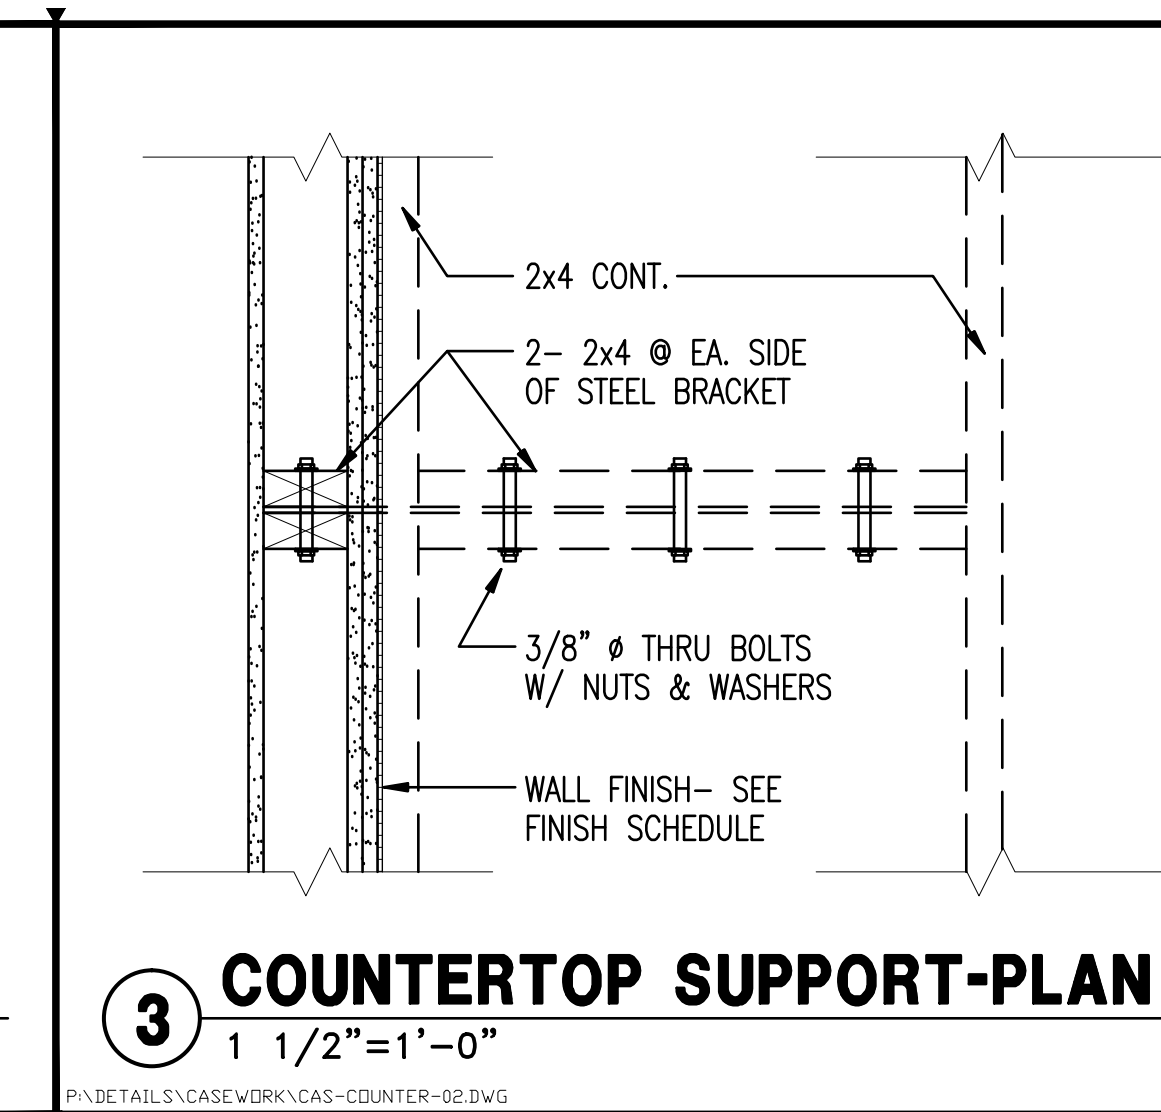 2x4 CONT.
2- 2x4 @ EA. SIDE
OF STEEL BRACKET
3/8" ø THRU BOLTS
W/ NUTS & WASHERS
WALL FINISH- SEE
FINISH SCHEDULE
3 COUNTERTOP SUPPORT-PLAN
1 1/2"=1'-0"
P:\DETAILS\CASEWORK\CAS-COUNTER-02.DWG